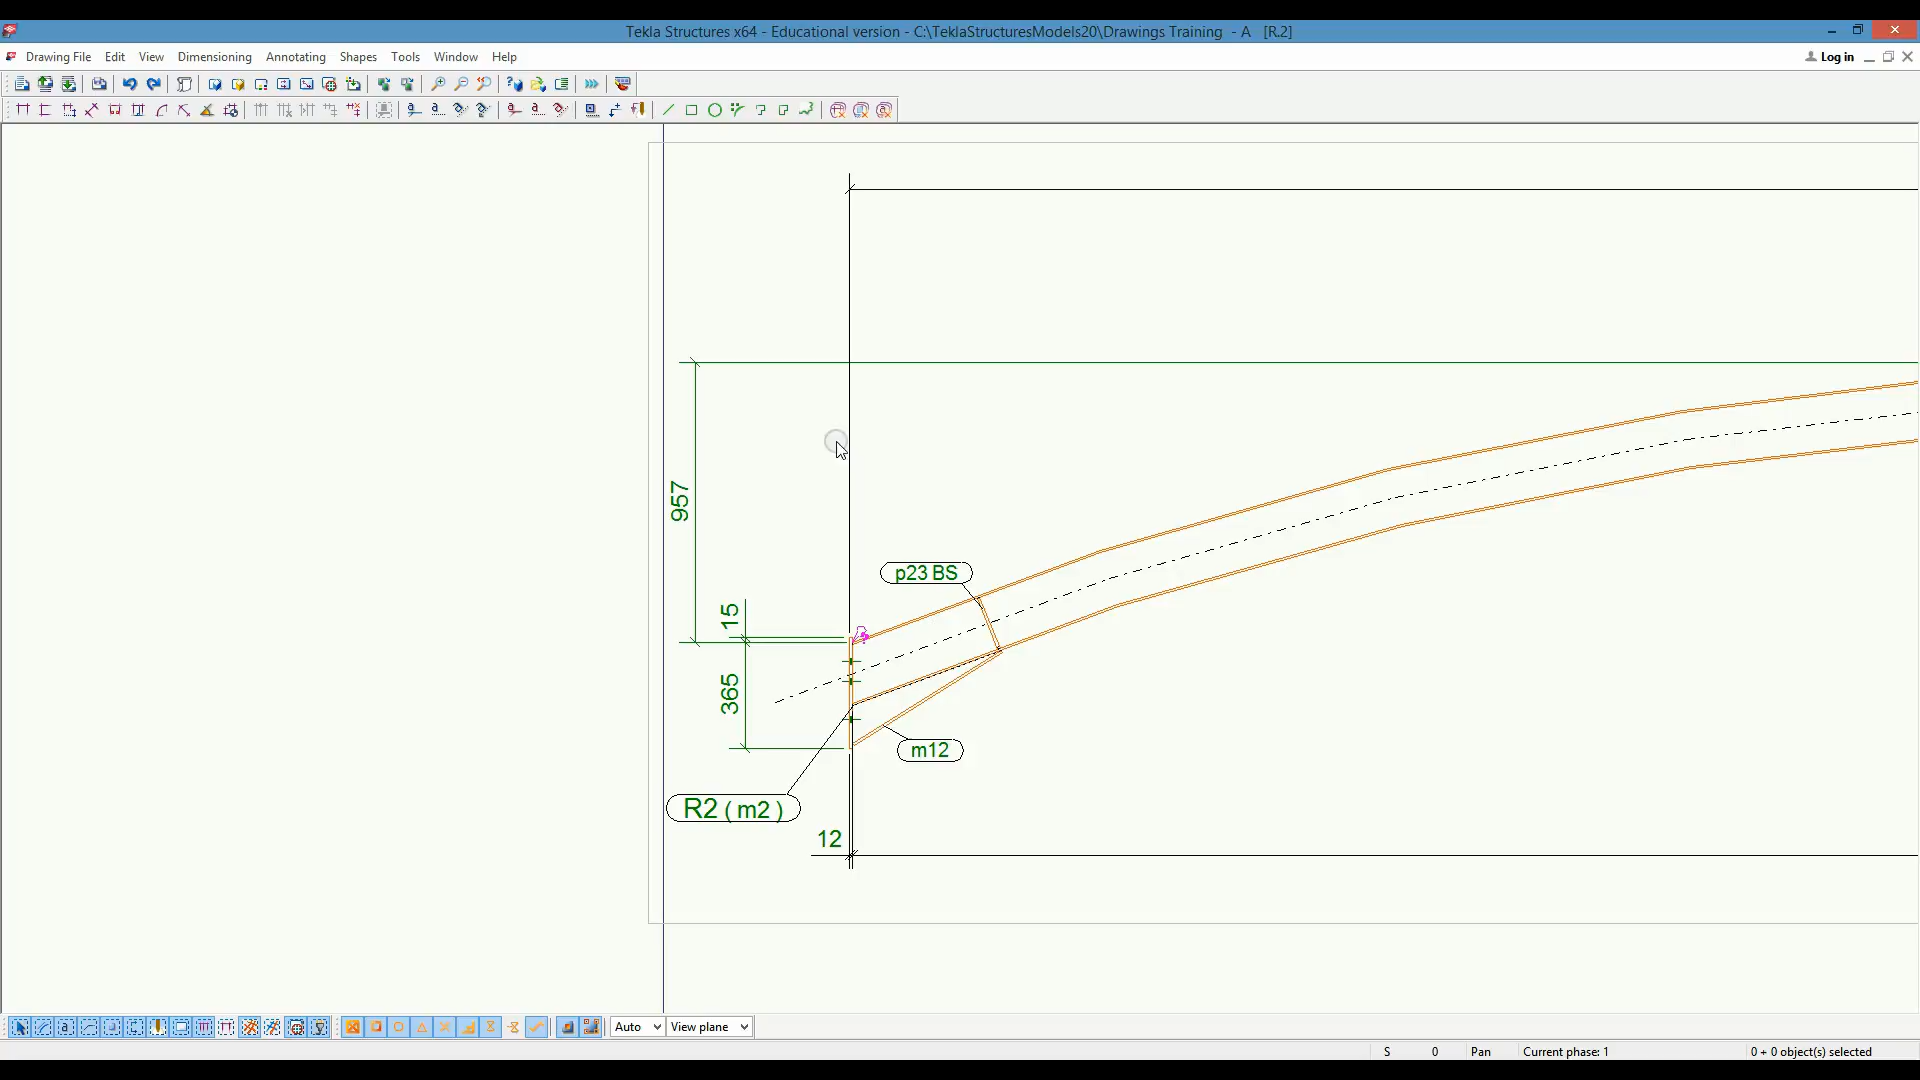 Tekla Structures x64 - Educational version - C:\TeklaStructuresModels20\Drawings Training - A [R.2]
Drawing File Edit View Dimensioning Annotating Shapes Tools Window Help
Log in
957
p23 BS
15
365
m12
R2 ( m2 )
12
Auto
View plane
S 0 Pan Current phase: 1 0 + 0 object(s) selected